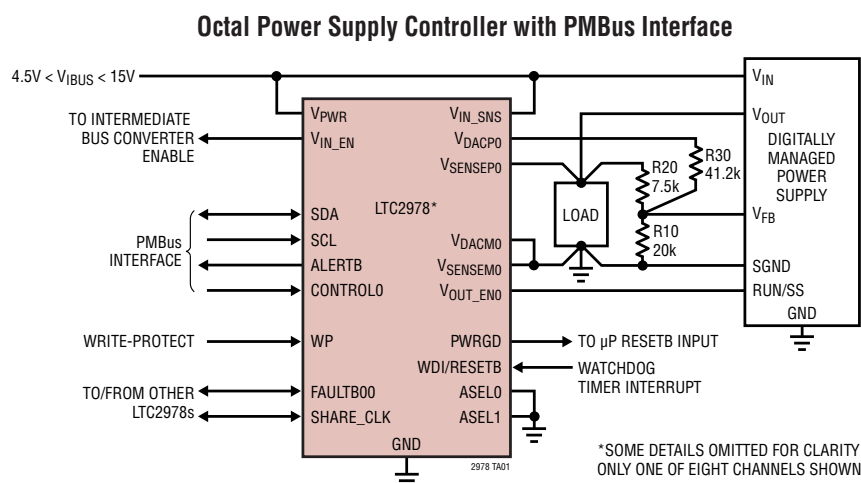 Octal Power Supply Controller with PMBus Interface
4.5V < VIBUS < 15V
TO INTERMEDIATE
BUS CONVERTER
ENABLE
PMBus
INTERFACE
WRITE-PROTECT
TO/FROM OTHER
LTC2978s
VPWR
VIN_EN
SDA
SCL
ALERTB
CONTROL0
WP
FAULTB00
SHARE_CLK
GND
LTC2978*
VIN_SNS
VDACP0
VSENSEP0
VDACM0
VSENSEM0
VOUT_EN0
PWRGD
WDI/RESETB
ASEL0
ASEL1
2978 TA01
LOAD
R20
7.5k
R30
41.2k
R10
20k
VIN
VOUT
DIGITALLY
MANAGED
POWER
SUPPLY
VFB
SGND
RUN/SS
GND
TO µP RESETB INPUT
WATCHDOG
TIMER INTERRUPT
*SOME DETAILS OMITTED FOR CLARITY
ONLY ONE OF EIGHT CHANNELS SHOWN